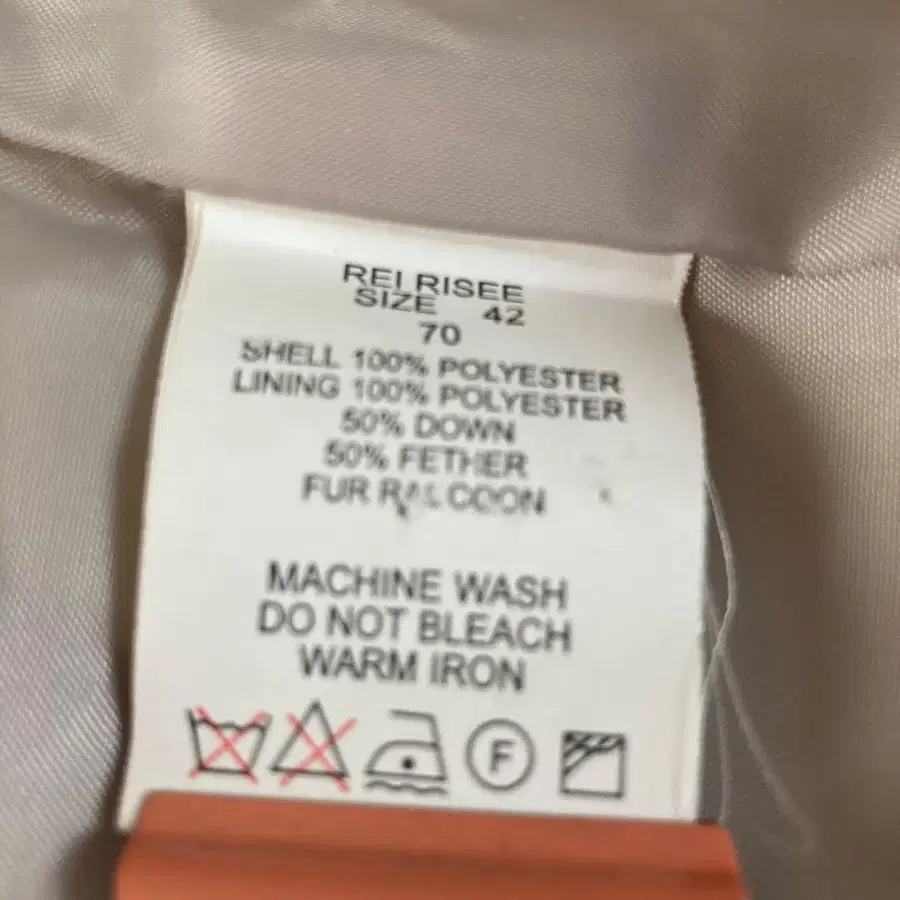 REI RISEE
SIZE 42
70
SHELL 100% POLYESTER
LINING 100% POLYESTER
50% DOWN
50% FETHER
FUR
MACHINE WASH
DO NOT BLEACH
WARM IRON
F